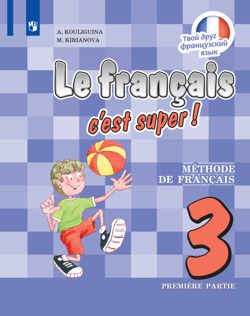 A. KOULIGUINA
M. KIRIANOVA
Твой друг
французский
язык
Le français
c'est super!
MÉTHODE
DE FRANÇAIS
3
PREMIÈRE PARTIE